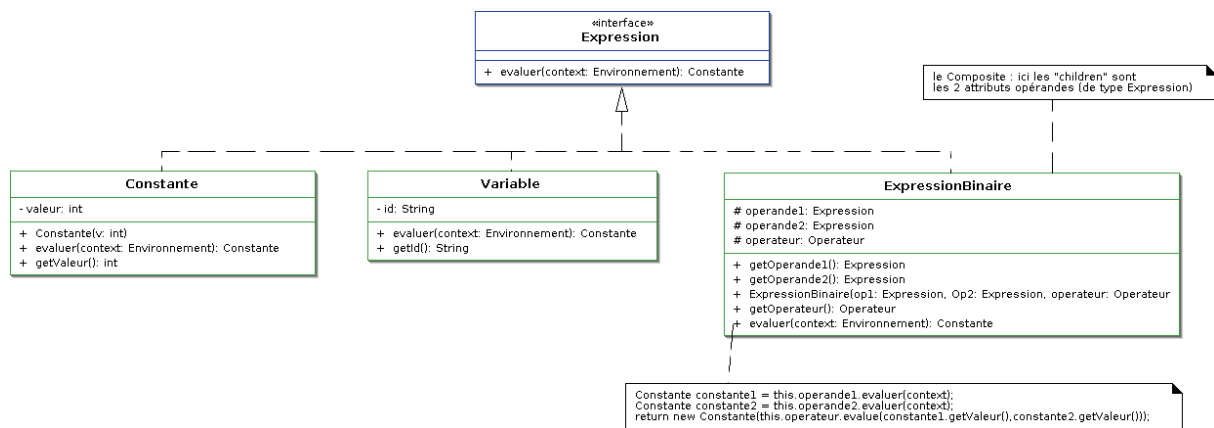 «interface»
Expression
+ evaluer(context: Environnement): Constante
le Composite : ici les "children" sont
les 2 attributs opérandes (de type Expression)
Constante
- valeur: int
+ Constante(v: int)
+ evaluer(context: Environnement): Constante
+ getValeur(): int
Variable
- id: String
+ evaluer(context: Environnement): Constante
+ getId(): String
ExpressionBinaire
# operande1: Expression
# operande2: Expression
# operateur: Operateur
+ getOperande1(): Expression
+ getOperande2(): Expression
+ ExpressionBinaire(op1: Expression, Op2: Expression, operateur: Operateur
+ getOperateur(): Operateur
+ evaluer(context: Environnement): Constante
Constante constante1 = this.operande1.evaluer(context);
Constante constante2 = this.operande2.evaluer(context);
return new Constante(this.operateur.evalue(constante1.getValeur(),constante2.getValeur()));